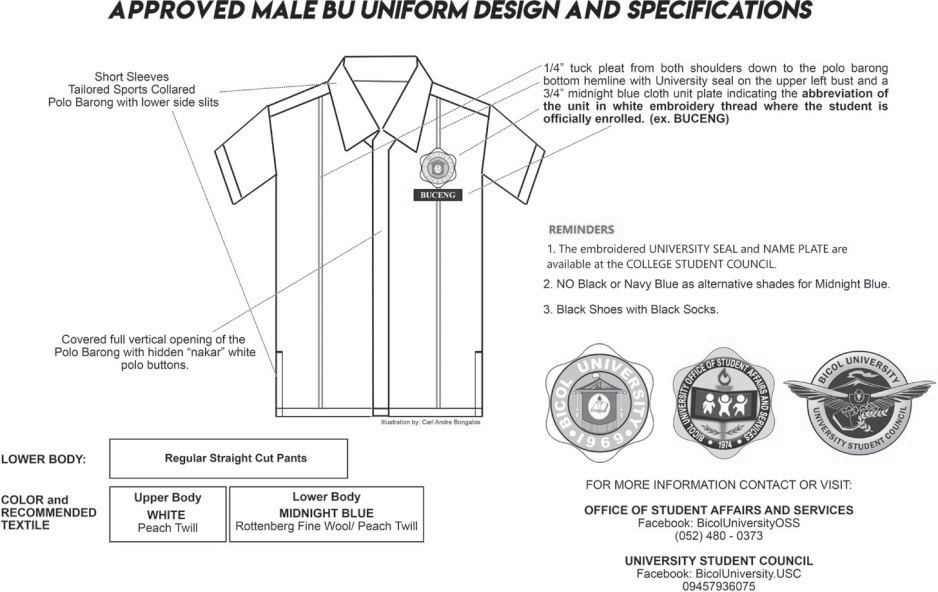 APPROVED MALE BU UNIFORM DESIGN AND SPECIFICATIONS
Short Sleeves
Tailored Sports Collared
Polo Barong with lower side slits
1/4” tuck pleat from both shoulders down to the polo barong
bottom hemline with University seal on the upper left bust and a
3/4” midnight blue cloth unit plate indicating the abbreviation of
the unit in white embroidery thread where the student is
officially enrolled. (ex. BUCENG)
BUCENG
REMINDERS
1. The embroidered UNIVERSITY SEAL and NAME PLATE are
available at the COLLEGE STUDENT COUNCIL.
2. NO Black or Navy Blue as alternative shades for Midnight Blue.
3. Black Shoes with Black Socks.
Covered full vertical opening of the
Polo Barong with hidden “nakar” white
polo buttons.
Illustration by: Carl Andre Bongalos
BICOL UNIVERSITY
1969
BICOL UNIVERSITY OFFICE OF STUDENT AFFAIRS AND SERVICES
1974
BICOL UNIVERSITY
UNIVERSITY STUDENT COUNCIL
LOWER BODY:
Regular Straight Cut Pants
COLOR and
RECOMMENDED
TEXTILE
Upper Body
WHITE
Peach Twill
Lower Body
MIDNIGHT BLUE
Rottenberg Fine Wool/ Peach Twill
FOR MORE INFORMATION CONTACT OR VISIT:
OFFICE OF STUDENT AFFAIRS AND SERVICES
Facebook: BicolUniversityOSS
(052) 480 - 0373
UNIVERSITY STUDENT COUNCIL
Facebook: BicolUniversity.USC
09457936075